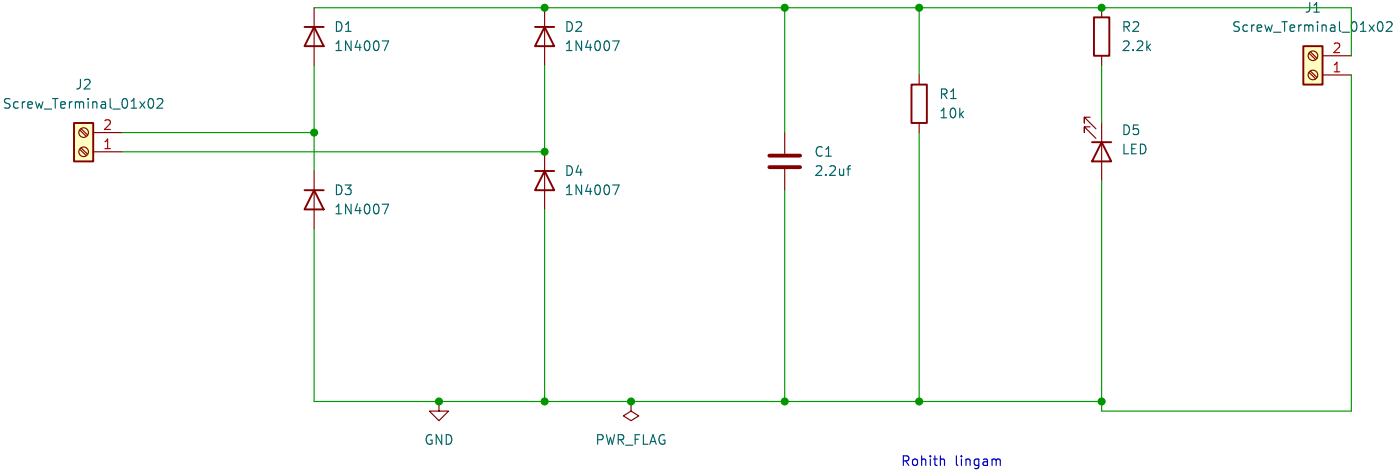 J1
D1
1N4007
D2
1N4007
R2
2.2k
Screw_Terminal_01x02
2
1
J2
Screw_Terminal_01x02
2
1
R1
10k
D5
LED
C1
2.2uf
D4
1N4007
D3
1N4007
GND
PWR_FLAG
Rohith lingam